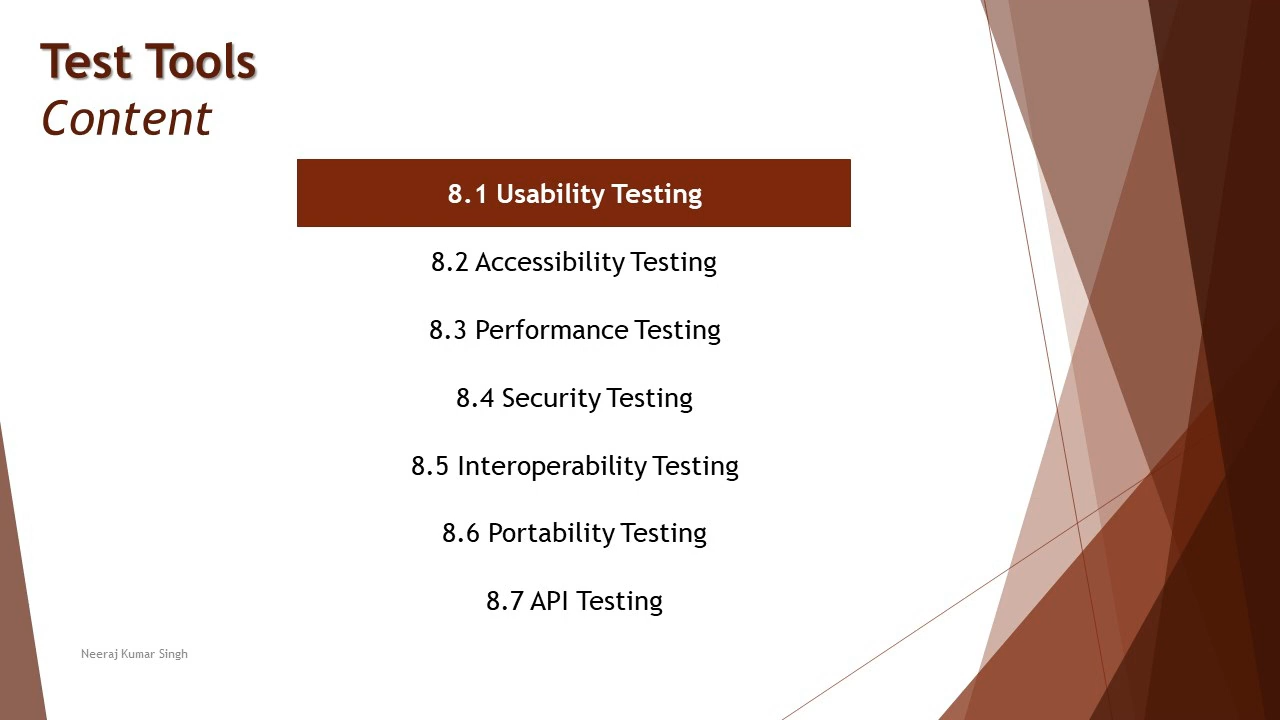 Test Tools
Content
8.1 Usability Testing
8.2 Accessibility Testing
8.3 Performance Testing
8.4 Security Testing
8.5 Interoperability Testing
8.6 Portability Testing
8.7 API Testing
Neeraj Kumar Singh